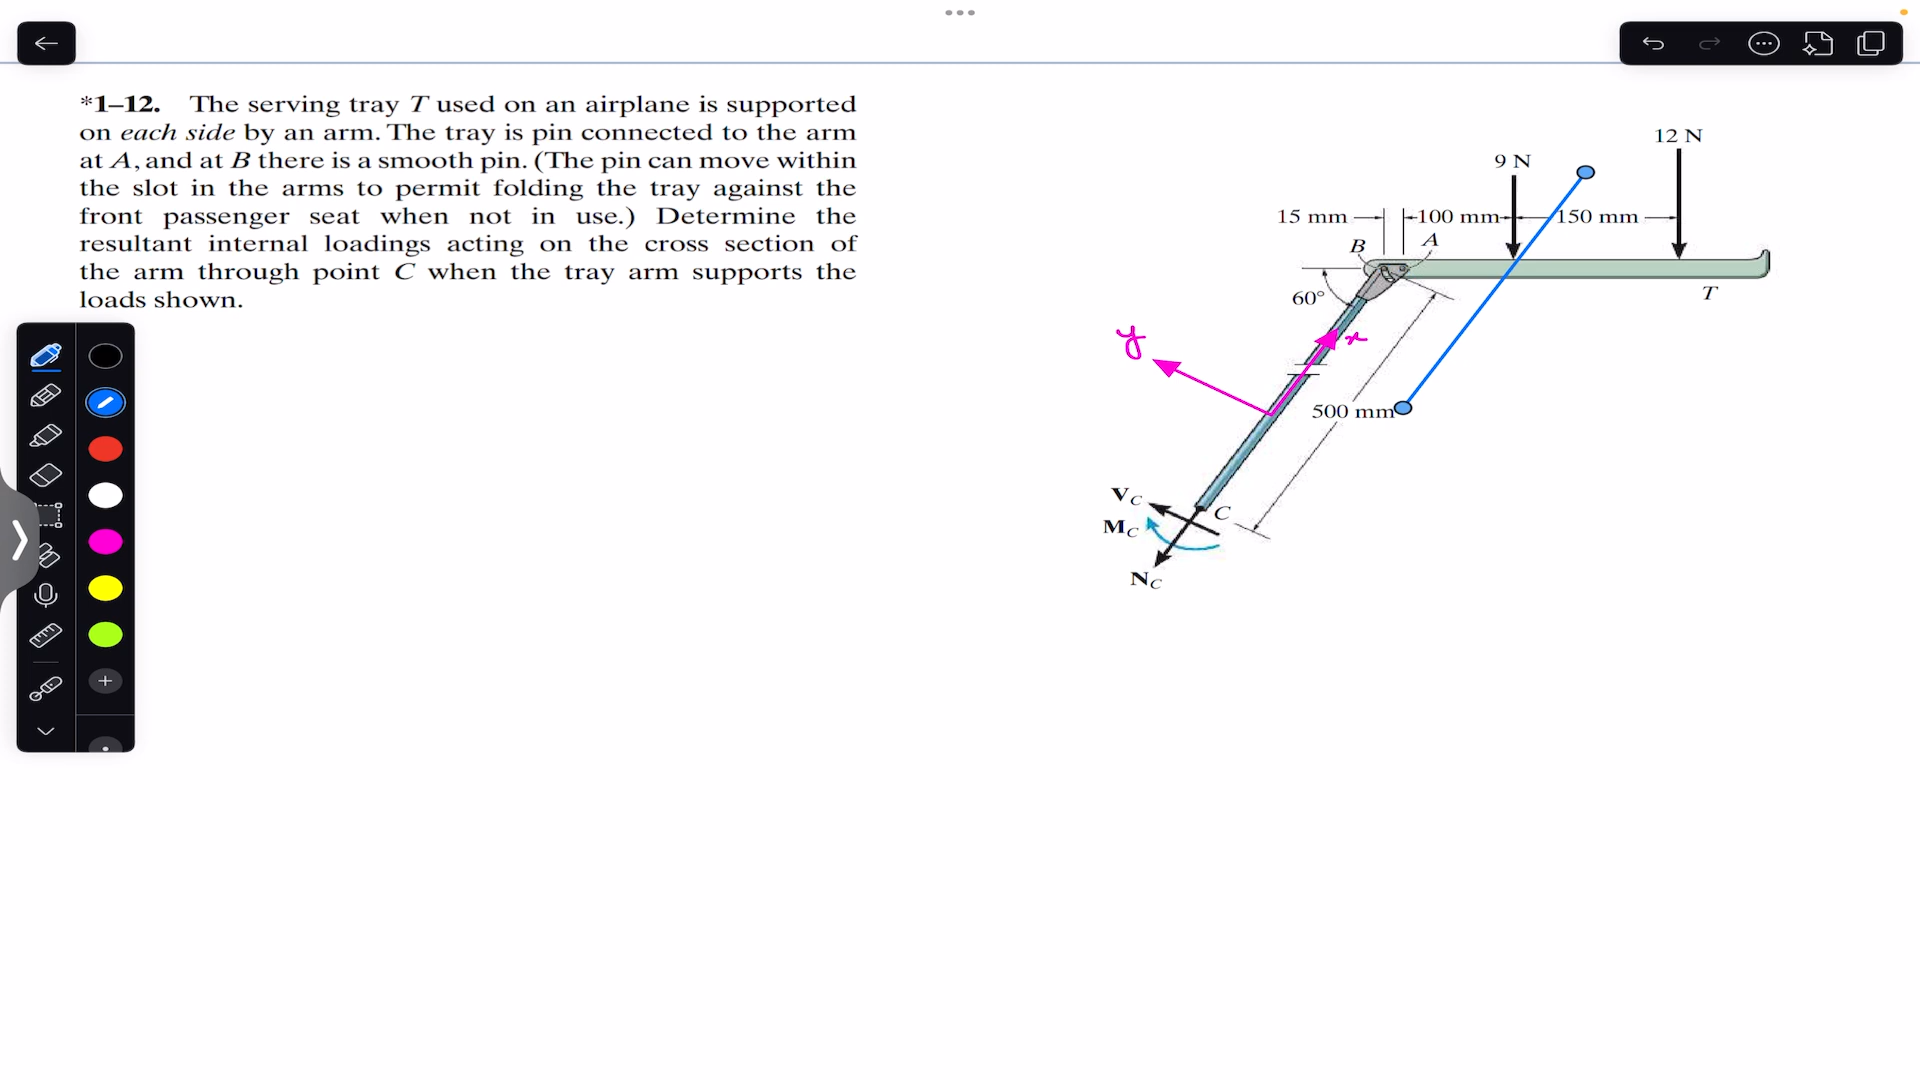 *1–12. The serving tray T used on an airplane is supported
on each side by an arm. The tray is pin connected to the arm
at A, and at B there is a smooth pin. (The pin can move within
the slot in the arms to permit folding the tray against the
front passenger seat when not in use.) Determine the
resultant internal loadings acting on the cross section of
the arm through point C when the tray arm supports the
loads shown.
12 N
9 N
15 mm
100 mm
150 mm
B
A
60°
T
y
x
500 mm
V_C
C
M_C
N_C